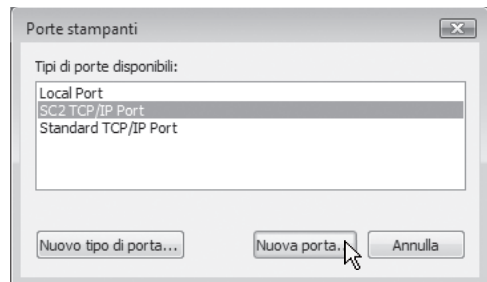 Porte stampanti
Tipi di porte disponibili:
Local Port
SC2 TCP/IP Port
Standard TCP/IP Port
Nuovo tipo di porta...
Nuova porta...
Annulla